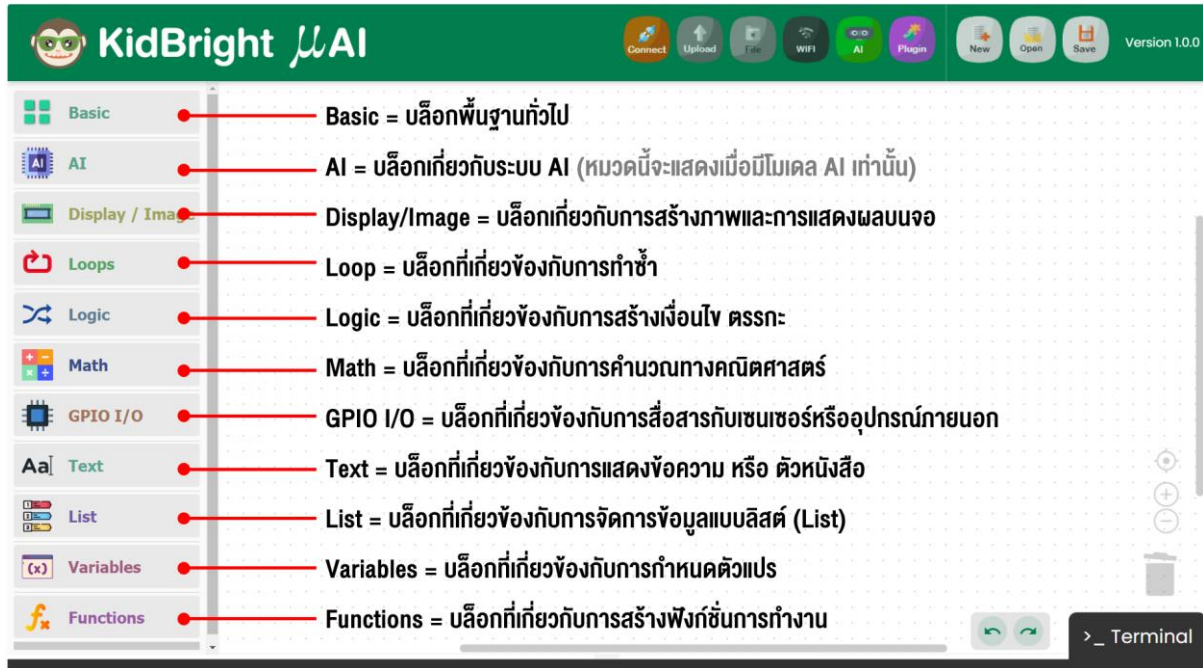 KidBright μAI
Connect
Upload
File
WIFI
AI
Plugin
New
Open
Save
Version 1.0.0
Basic
Basic = บล็อกพื้นฐานทั่วไป
AI
AI
AI = บล็อกเกี่ยวกับระบบ AI (หมวดนี้จะแสดงเมื่อมีโมเดล AI เท่านั้น)
Display / Image
Display/Image = บล็อกเกี่ยวกับการสร้างภาพและการแสดงผลบนจอ
Loops
Loop = บล็อกที่เกี่ยวข้องกับการทำซ้ำ
Logic
Logic = บล็อกที่เกี่ยวข้องกับการสร้างเงื่อนไข ตรรกะ
Math
Math = บล็อกที่เกี่ยวข้องกับการคำนวณทางคณิตศาสตร์
GPIO I/O
GPIO I/O = บล็อกที่เกี่ยวข้องกับการสื่อสารกับเซนเซอร์หรืออุปกรณ์ภายนอก
Aa
Text
Text = บล็อกที่เกี่ยวข้องกับการแสดงข้อความ หรือ ตัวหนังสือ
List
List = บล็อกที่เกี่ยวข้องกับการจัดการข้อมูลแบบลิสต์ (List)
(x)
Variables
Variables = บล็อกที่เกี่ยวข้องกับการกำหนดตัวแปร
fx
Functions
Functions = บล็อกที่เกี่ยวกับการสร้างฟังก์ชั่นการทำงาน
>_ Terminal